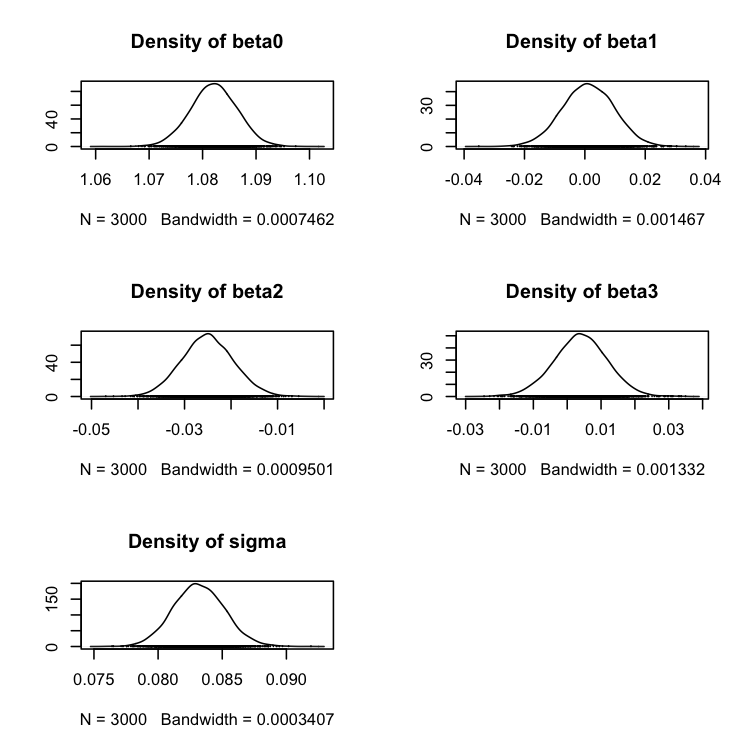 Density of beta0
40
0
1.06 1.07 1.08 1.09 1.10
N = 3000 Bandwidth = 0.0007462
Density of beta1
30
0
-0.04 -0.02 0.00 0.02 0.04
N = 3000 Bandwidth = 0.001467
Density of beta2
40
0
-0.05 -0.03 -0.01
N = 3000 Bandwidth = 0.0009501
Density of beta3
30
0
-0.03 -0.01 0.01 0.03
N = 3000 Bandwidth = 0.001332
Density of sigma
150
0
0.075 0.080 0.085 0.090
N = 3000 Bandwidth = 0.0003407